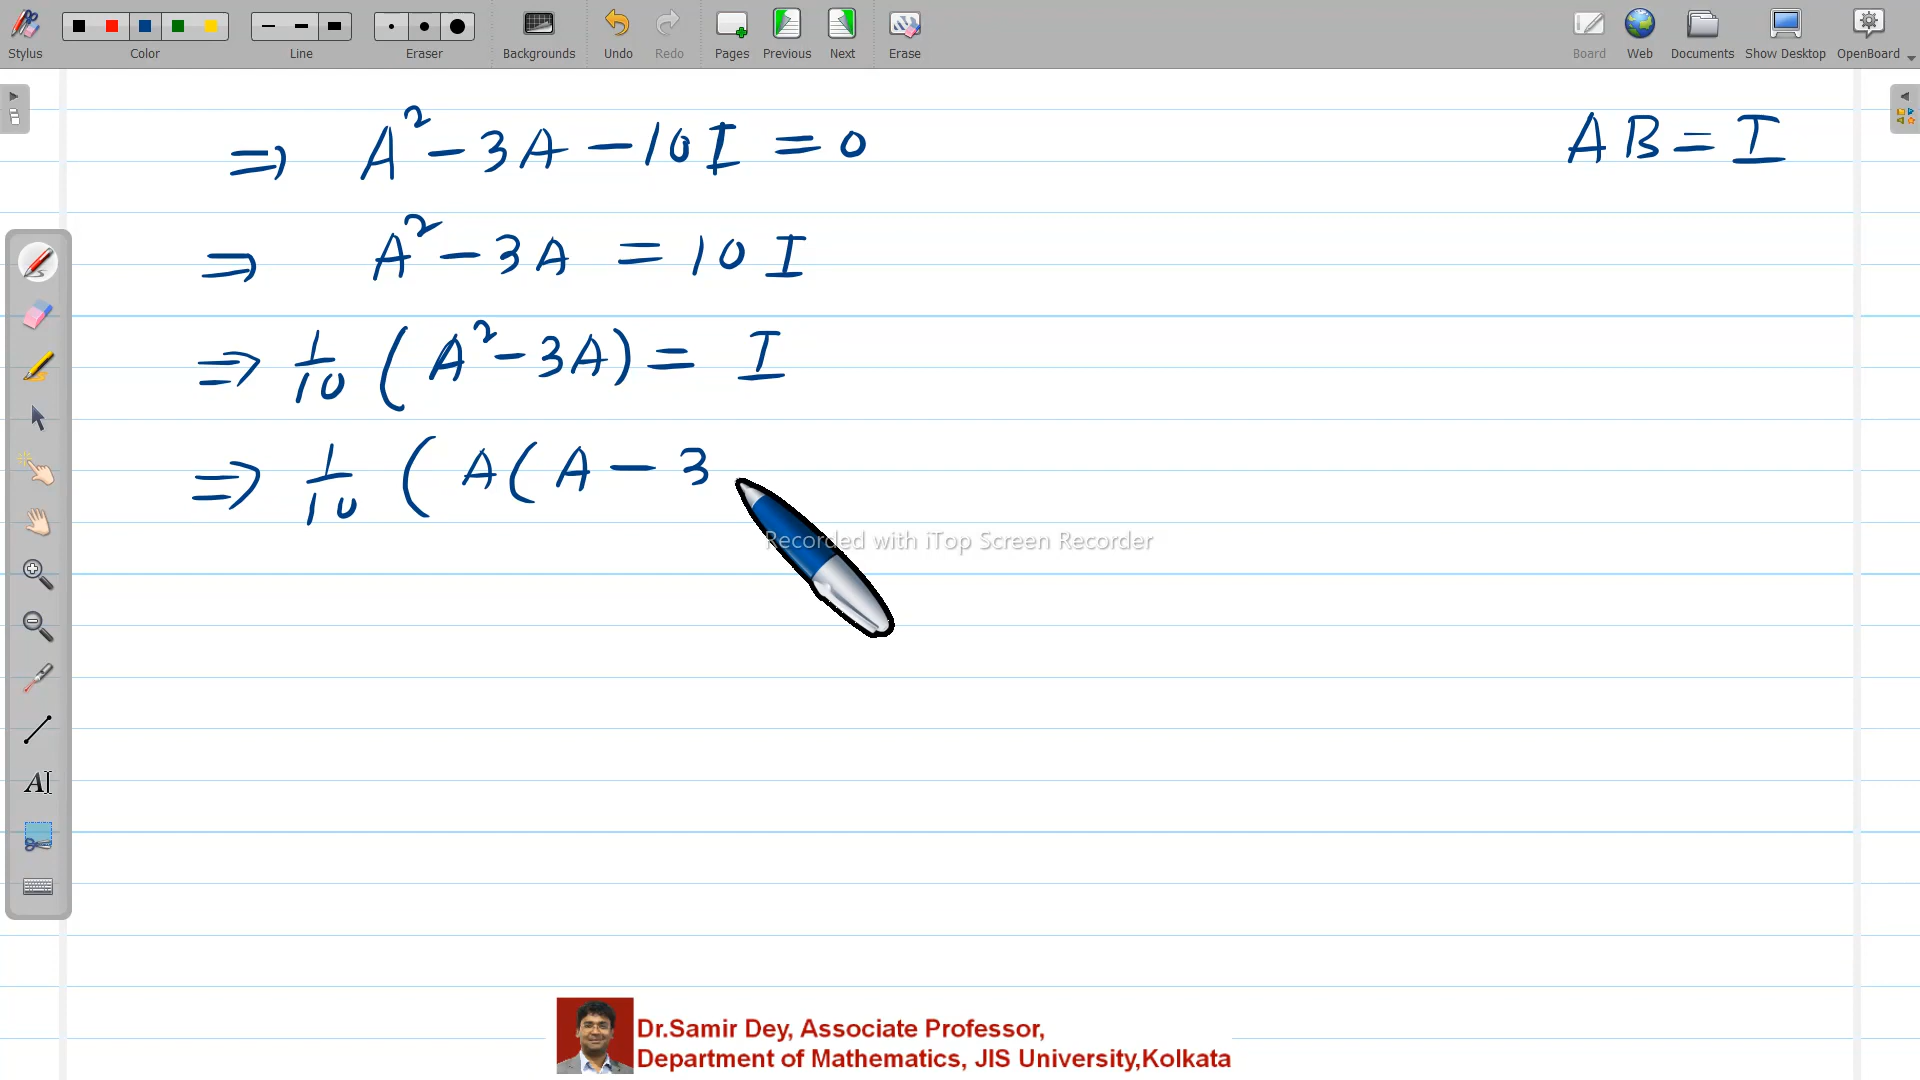 Stylus Color Line Eraser Backgrounds Undo Redo Pages Previous Next Erase Board Web Documents Show Desktop OpenBoard
⇒ A² - 3A - 10I = 0
AB = I
⇒ A² - 3A = 10I
⇒ 1/10 (A² - 3A) = I
⇒ 1/10 (A(A - 3
Recorded with iTop Screen Recorder
AI
Dr.Samir Dey, Associate Professor,
Department of Mathematics, JIS University,Kolkata